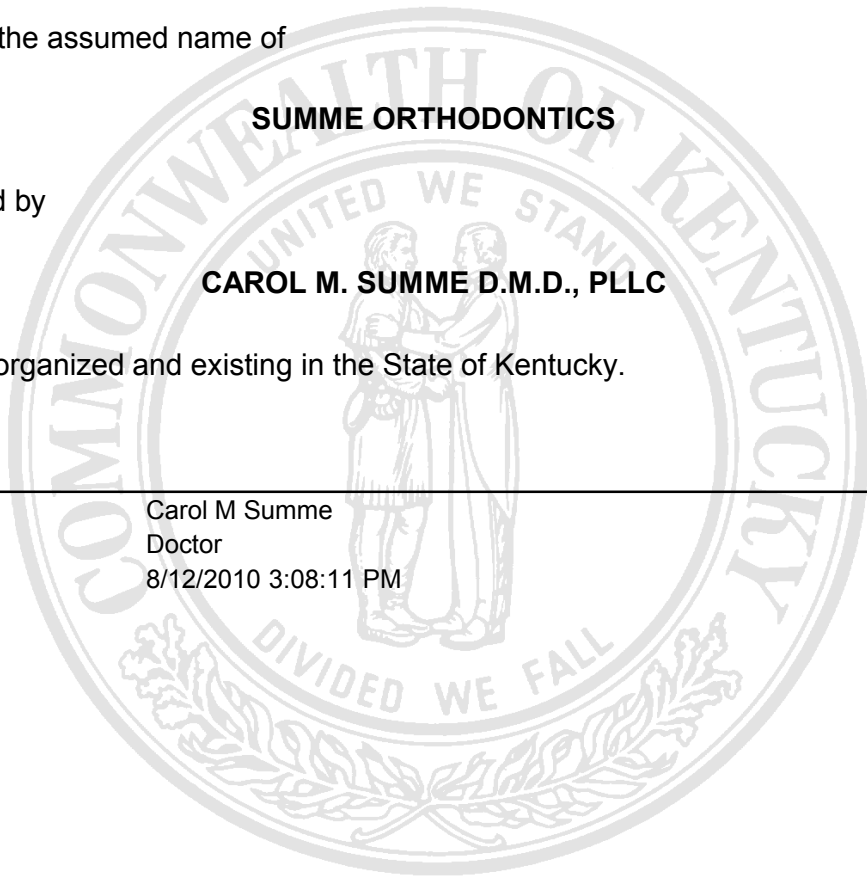 the assumed name of
SUMME ORTHODONTICS
by
CAROL M. SUMME D.M.D., PLLC
organized and existing in the State of Kentucky.
Carol M Summe
Doctor
8/12/2010 3:08:11 PM
COMMONWEALTH OF KENTUCKY
UNITED WE STAND
DIVIDED WE FALL